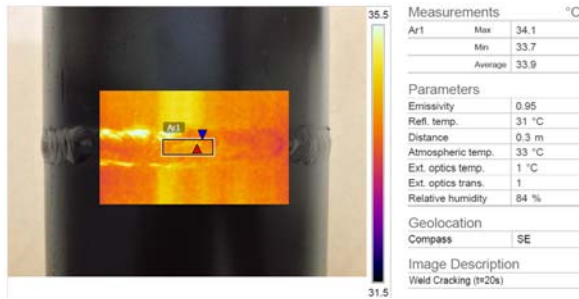 35.5
Ar1
31.5
Measurements °C
Ar1 Max 34.1
Min 33.7
Average 33.9
Parameters
Emissivity 0.95
Refl. temp. 31 °C
Distance 0.3 m
Atmospheric temp. 33 °C
Ext. optics temp. 1 °C
Ext. optics trans. 1
Relative humidity 84 %
Geolocation
Compass SE
Image Description
Weld Cracking (t=20s)